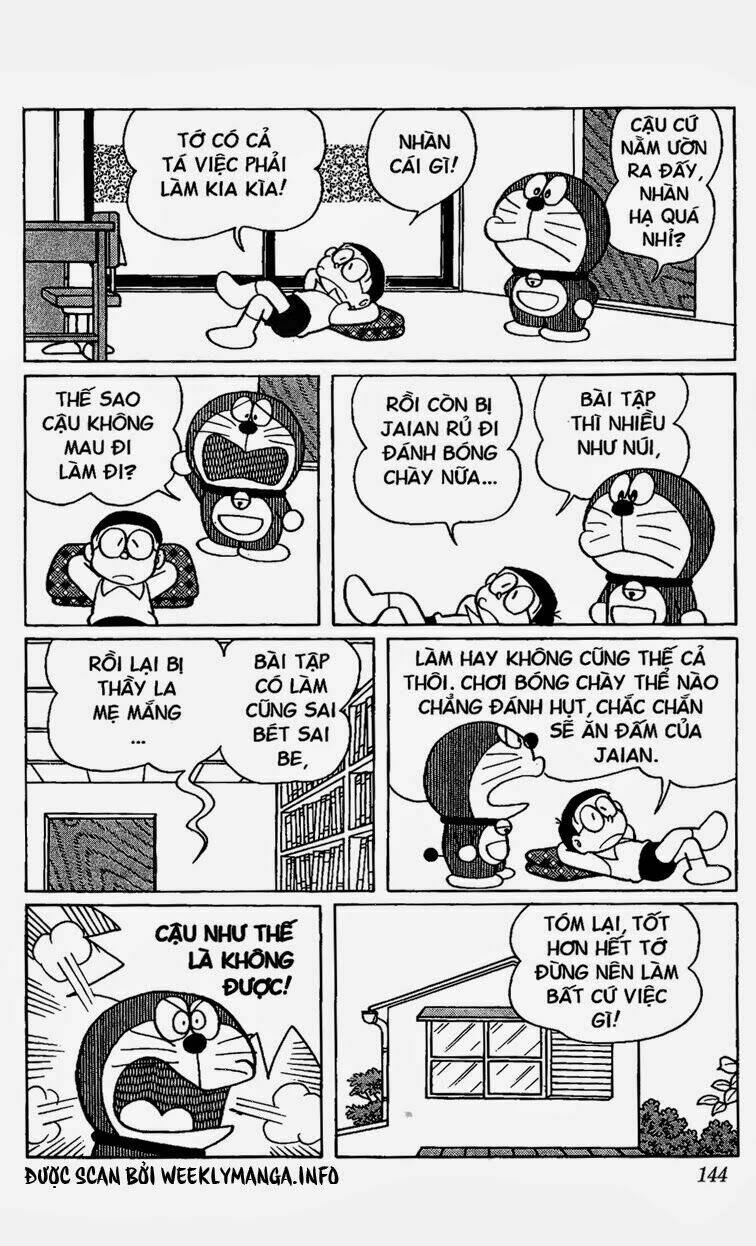 CẬU CỨ
NẰM ƯỜN
RA ĐẤY,
NHÀN
HẠ QUÁ
NHỈ?
NHÀN
CÁI GÌ!
TỚ CÓ CẢ
TÁ VIỆC PHẢI
LÀM KIA KÌA!
BÀI TẬP
THÌ NHIỀU
NHƯ NÚI,
RỒI CÒN BỊ
JAIAN RỦ ĐI
ĐÁNH BÓNG
CHÀY NỮA...
THẾ SAO
CẬU KHÔNG
MAU ĐI
LÀM ĐI?
LÀM HAY KHÔNG CŨNG THẾ CẢ
THÔI. CHƠI BÓNG CHÀY THỂ NÀO
CHẲNG ĐÁNH HỤT, CHẮC CHẮN
SẼ ĂN ĐẤM CỦA
JAIAN.
BÀI TẬP
CÓ LÀM
CŨNG SAI
BÉT SAI
BE,
RỒI LẠI BỊ
THẦY LA
MẸ MẮNG
...
TÓM LẠI, TỐT
HƠN HẾT TỚ
ĐỪNG NÊN LÀM
BẤT CỨ VIỆC
GÌ!
CẬU NHƯ THẾ
LÀ KHÔNG
ĐƯỢC!
ĐƯỢC SCAN BỞI WEEKLYMANGA.INFO
144